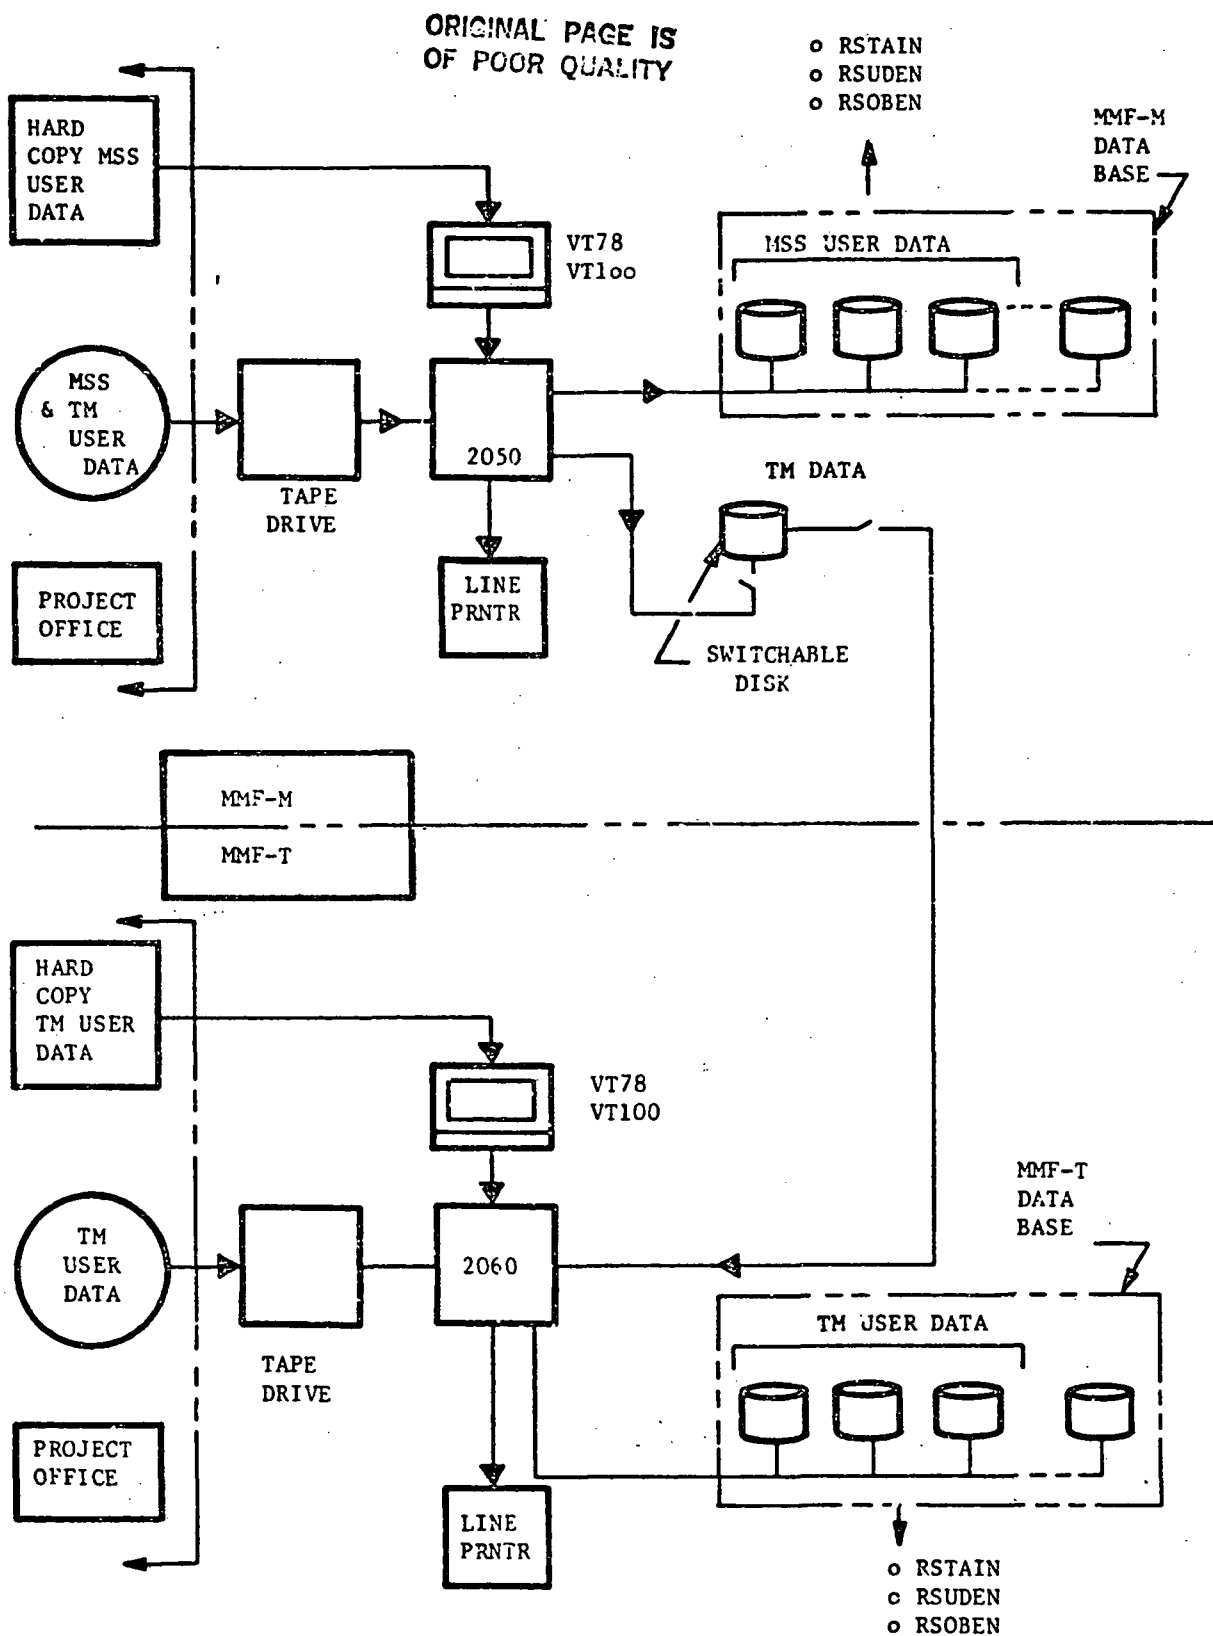 ORIGINAL PAGE IS
OF POOR QUALITY
o RSTAIN
o RSUDEN
o RSOBEN
HARD
COPY MSS
USER
DATA
MMF-M
DATA
BASE
VT78
VT100
MSS USER DATA
MSS
& TM
USER
DATA
2050
TAPE
DRIVE
TM DATA
LINE
PRNTR
PROJECT
OFFICE
SWITCHABLE
DISK
MMF-M
MMF-T
HARD
COPY
TM USER
DATA
VT78
VT100
TM
USER
DATA
2060
MMF-T
DATA
BASE
TM USER DATA
TAPE
DRIVE
PROJECT
OFFICE
LINE
PRNTR
o RSTAIN
o RSUDEN
o RSOBEN